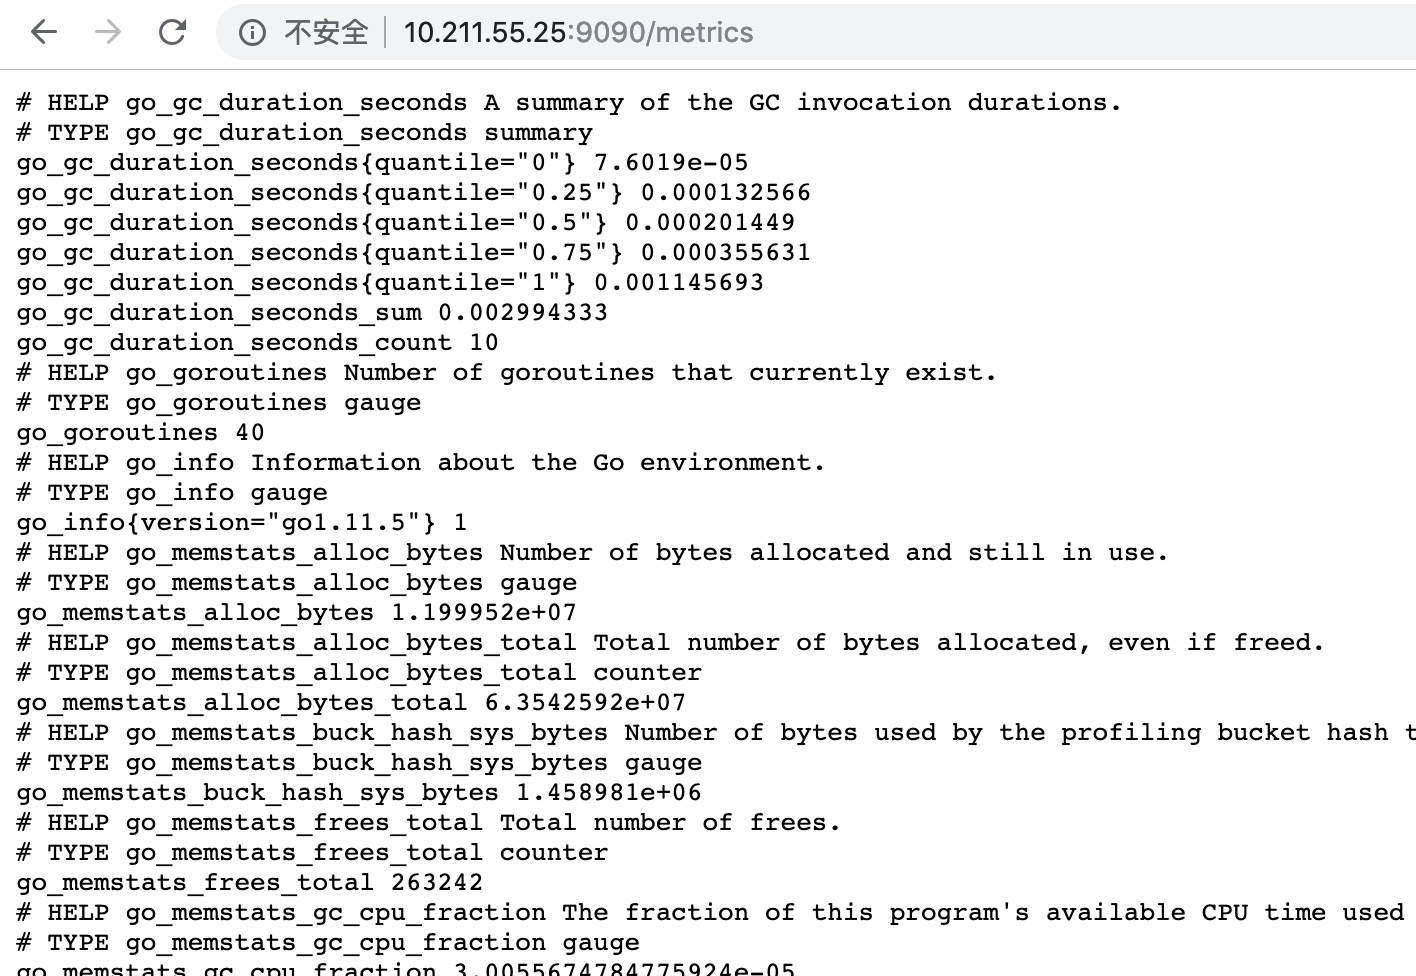 不安全 10.211.55.25:9090/metrics
# HELP go_gc_duration_seconds A summary of the GC invocation durations.
# TYPE go_gc_duration_seconds summary
go_gc_duration_seconds{quantile="0"} 7.6019e-05
go_gc_duration_seconds{quantile="0.25"} 0.000132566
go_gc_duration_seconds{quantile="0.5"} 0.000201449
go_gc_duration_seconds{quantile="0.75"} 0.000355631
go_gc_duration_seconds{quantile="1"} 0.001145693
go_gc_duration_seconds_sum 0.002994333
go_gc_duration_seconds_count 10
# HELP go_goroutines Number of goroutines that currently exist.
# TYPE go_goroutines gauge
go_goroutines 40
# HELP go_info Information about the Go environment.
# TYPE go_info gauge
go_info{version="go1.11.5"} 1
# HELP go_memstats_alloc_bytes Number of bytes allocated and still in use.
# TYPE go_memstats_alloc_bytes gauge
go_memstats_alloc_bytes 1.199952e+07
# HELP go_memstats_alloc_bytes_total Total number of bytes allocated, even if freed.
# TYPE go_memstats_alloc_bytes_total counter
go_memstats_alloc_bytes_total 6.3542592e+07
# HELP go_memstats_buck_hash_sys_bytes Number of bytes used by the profiling bucket hash t
# TYPE go_memstats_buck_hash_sys_bytes gauge
go_memstats_buck_hash_sys_bytes 1.458981e+06
# HELP go_memstats_frees_total Total number of frees.
# TYPE go_memstats_frees_total counter
go_memstats_frees_total 263242
# HELP go_memstats_gc_cpu_fraction The fraction of this program's available CPU time used
# TYPE go_memstats_gc_cpu_fraction gauge
go_memstats_gc_cpu_fraction 3.0055674784775924e-05